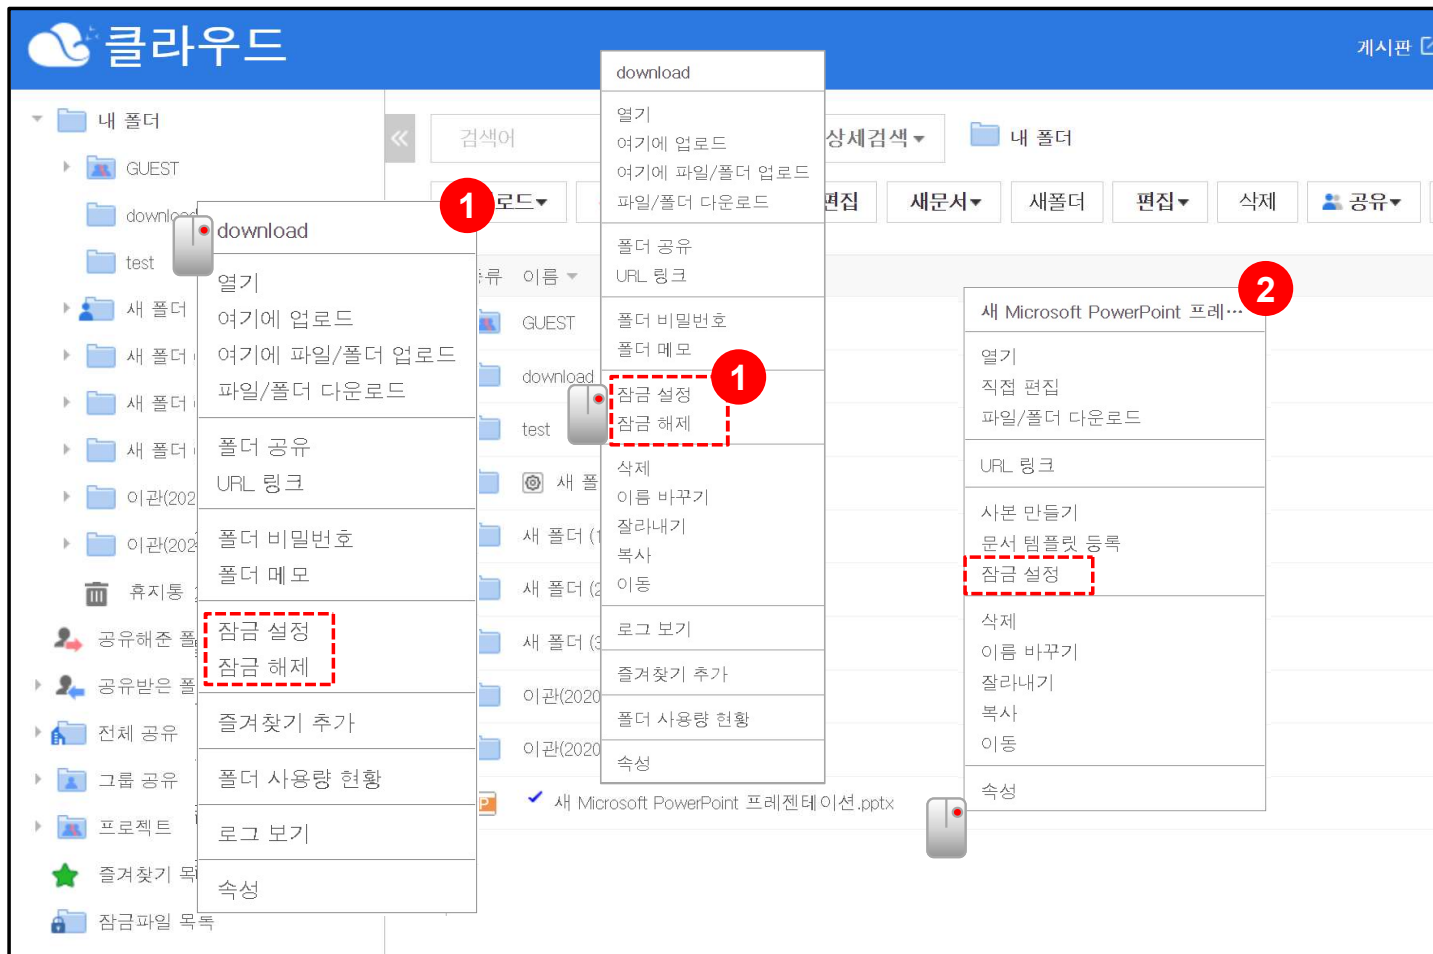 클라우드
게시판
내 폴더
GUEST
download
test
새 폴더
새 폴더
새 폴더
새 폴더
이관(202
이관(202
휴지통
공유해준 폴
공유받은 폴
전체 공유
그룹 공유
프로젝트
즐겨찾기 목
잠금파일 목록
download
열기
여기에 업로드
여기에 파일/폴더 업로드
파일/폴더 다운로드
폴더 공유
URL 링크
폴더 비밀번호
폴더 메모
잠금 설정
잠금 해제
즐겨찾기 추가
폴더 사용량 현황
로그 보기
속성
1
검색어
상세검색
내 폴더
로드
편집
새문서
새폴더
편집
삭제
공유
종류 이름
GUEST
download
test
새 폴
새 폴더 (1
새 폴더 (2
새 폴더 (3
이관(2020
이관(2020
새 Microsoft PowerPoint 프레젠테이션.pptx
download
열기
여기에 업로드
여기에 파일/폴더 업로드
파일/폴더 다운로드
폴더 공유
URL 링크
폴더 비밀번호
폴더 메모
1
잠금 설정
잠금 해제
삭제
이름 바꾸기
잘라내기
복사
이동
로그 보기
즐겨찾기 추가
폴더 사용량 현황
속성
2
새 Microsoft PowerPoint 프레…
열기
직접 편집
파일/폴더 다운로드
URL 링크
사본 만들기
문서 템플릿 등록
잠금 설정
삭제
이름 바꾸기
잘라내기
복사
이동
속성